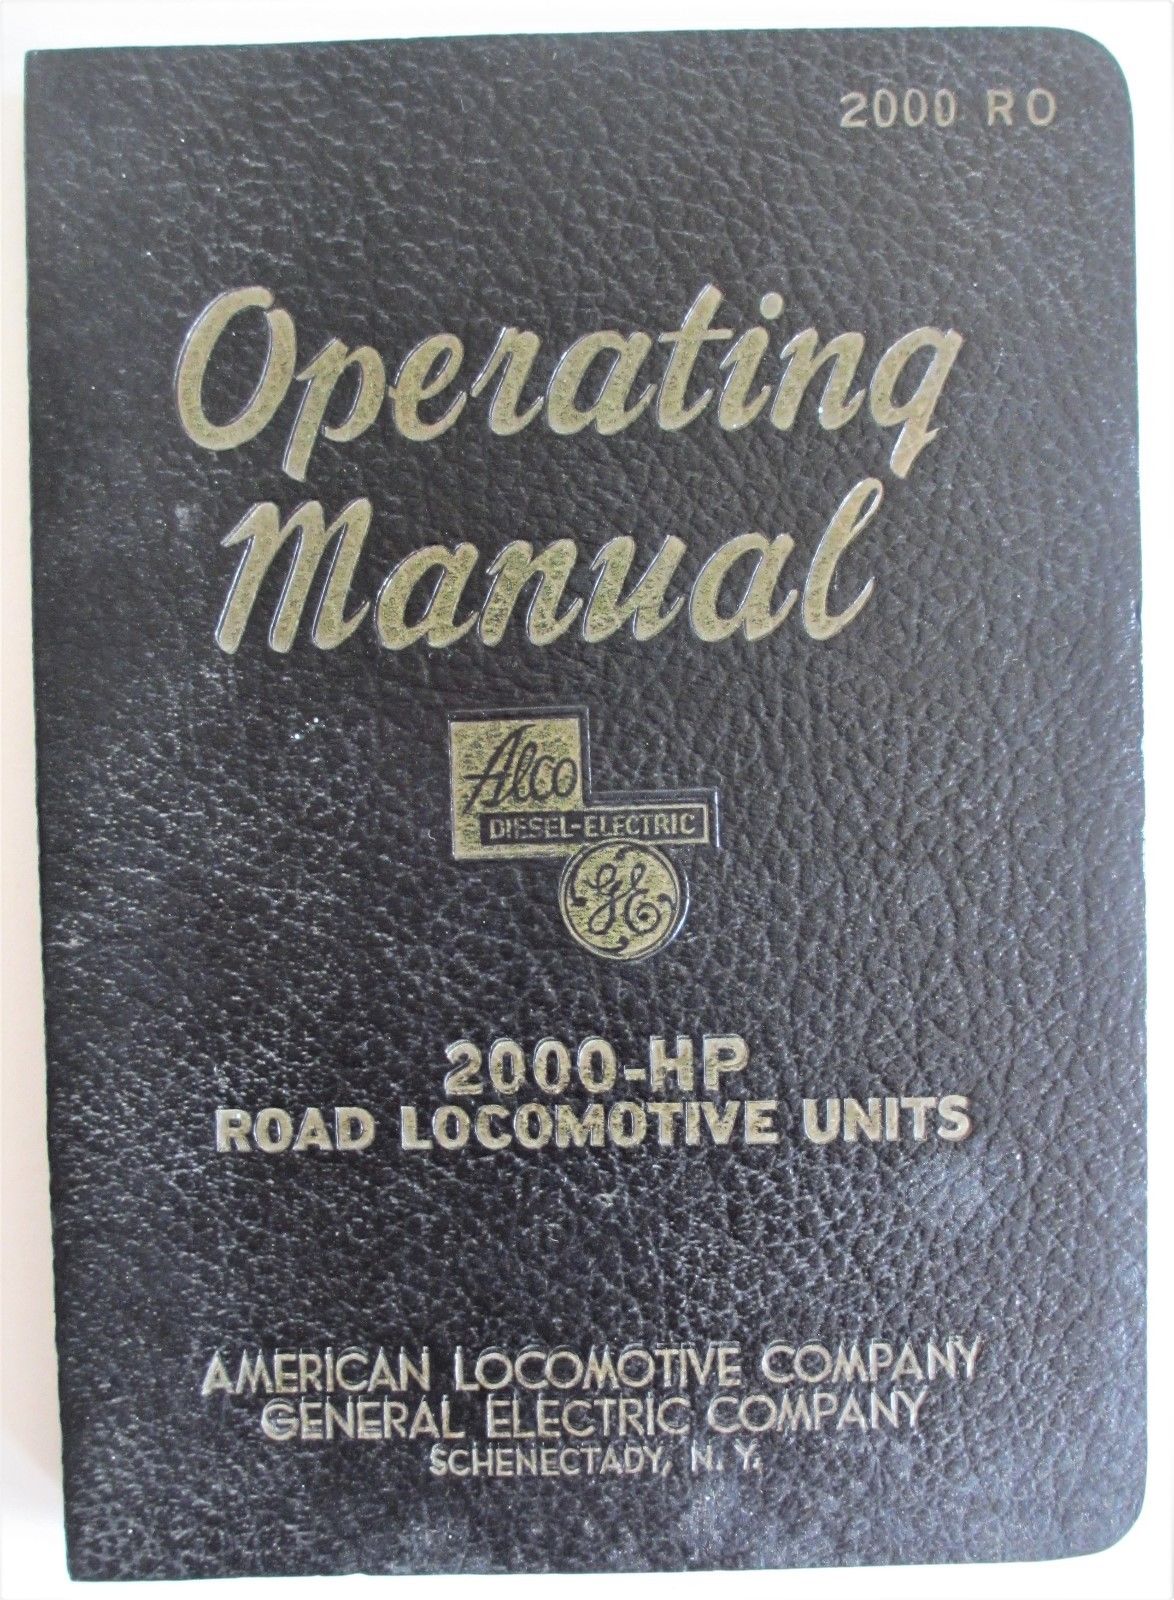 2000 RO
Operating
Manual
Alco
DIESEL-ELECTRIC
GE
2000-HP
ROAD LOCOMOTIVE UNITS
AMERICAN LOCOMOTIVE COMPANY
GENERAL ELECTRIC COMPANY
SCHENECTADY, N. Y.